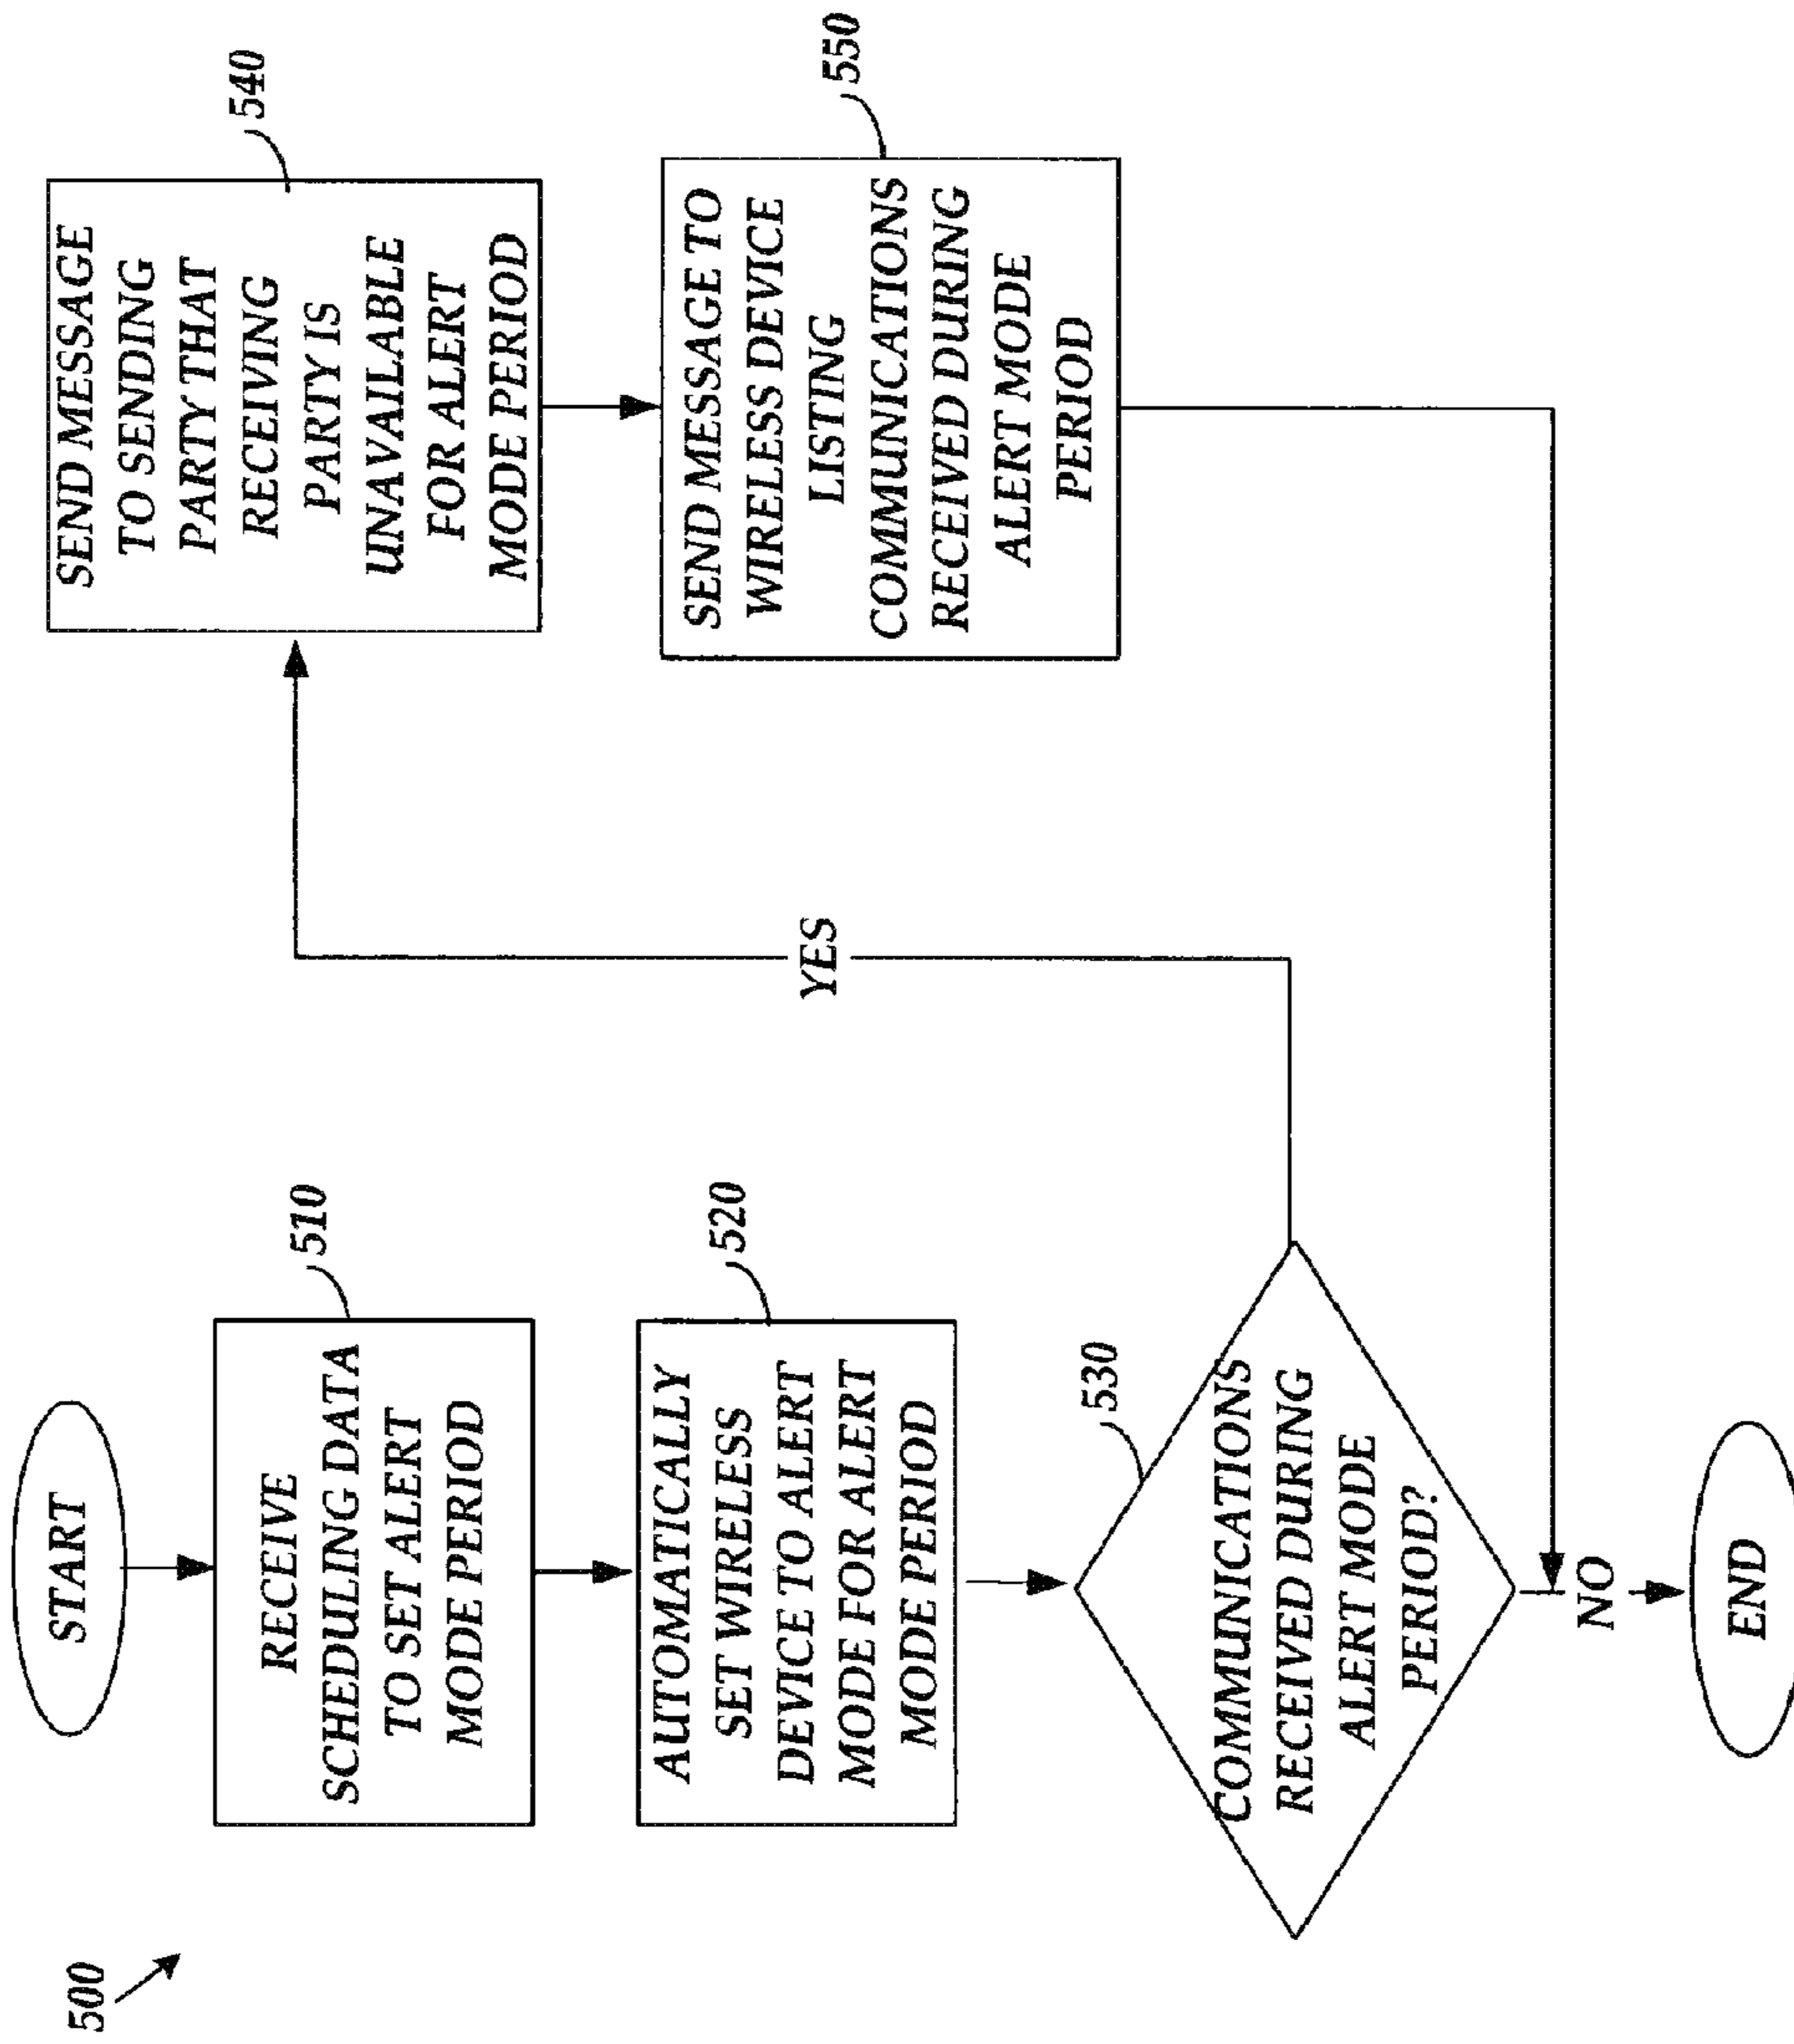 500
START
510
RECEIVE
SCHEDULING DATA
TO SET ALERT
MODE PERIOD
520
AUTOMATICALLY
SET WIRELESS
DEVICE TO ALERT
MODE FOR ALERT
MODE PERIOD
530
COMMUNICATIONS
RECEIVED DURING
ALERT MODE
PERIOD?
YES
NO
END
540
SEND MESSAGE
TO SENDING
PARTY THAT
RECEIVING
PARTY IS
UNAVAILABLE
FOR ALERT
MODE PERIOD
550
SEND MESSAGE TO
WIRELESS DEVICE
LISTING
COMMUNICATIONS
RECEIVED DURING
ALERT MODE
PERIOD